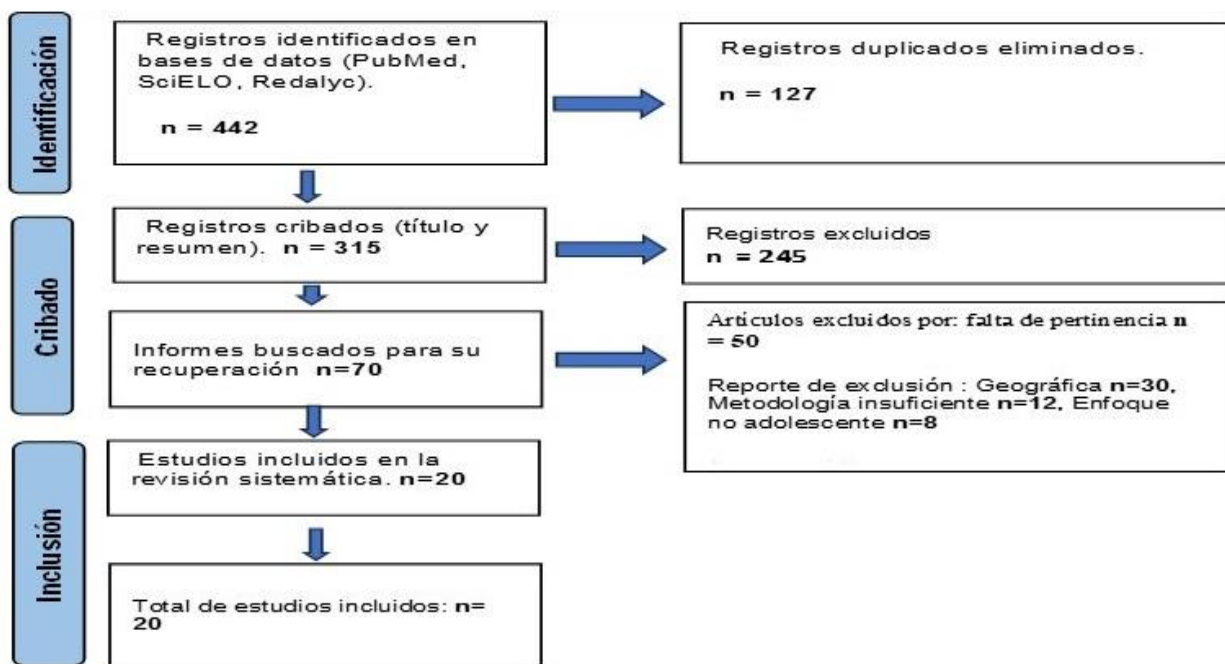 Identificación
Registros identificados en
bases de datos (PubMed,
SciELO, Redalyc).
n = 442
Registros duplicados eliminados.
n = 127
Cribado
Registros cribados (título y
resumen). n = 315
Registros excluidos
n = 245
Informes buscados para su
recuperación n=70
Artículos excluidos por: falta de pertinencia n
= 50
Reporte de exclusión : Geográfica n=30,
Metodología insuficiente n=12, Enfoque
no adolescente n=8
Inclusión
Estudios incluidos en la
revisión sistemática. n=20
Total de estudios incluidos: n=
20